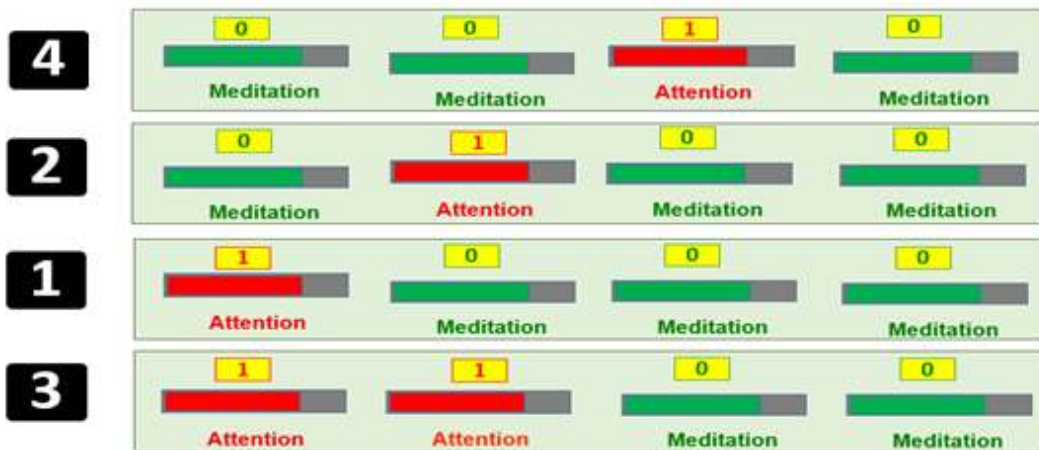 4
0 0 1 0
Meditation Meditation Attention Meditation
2
0 1 0 0
Meditation Attention Meditation Meditation
1
1 0 0 0
Attention Meditation Meditation Meditation
3
1 1 0 0
Attention Attention Meditation Meditation